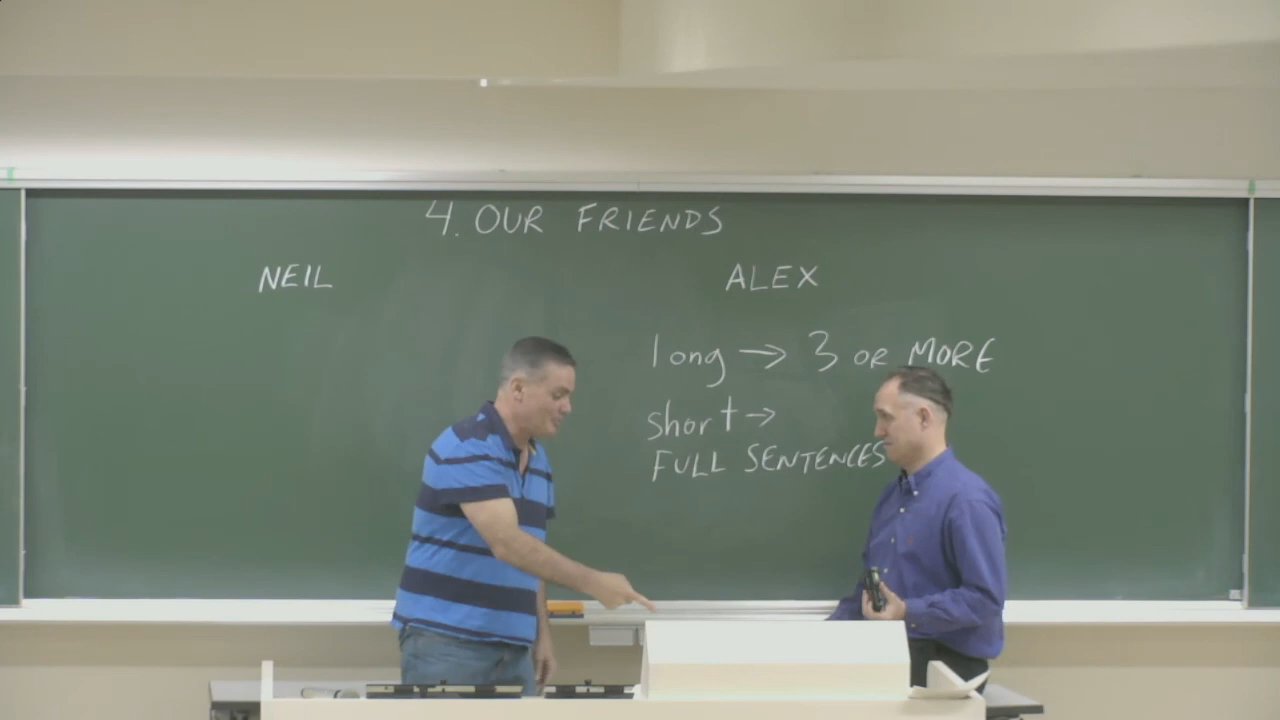 4. OUR FRIENDS
NEIL
ALEX
long → 3 OR MORE
short →
FULL SENTENCES